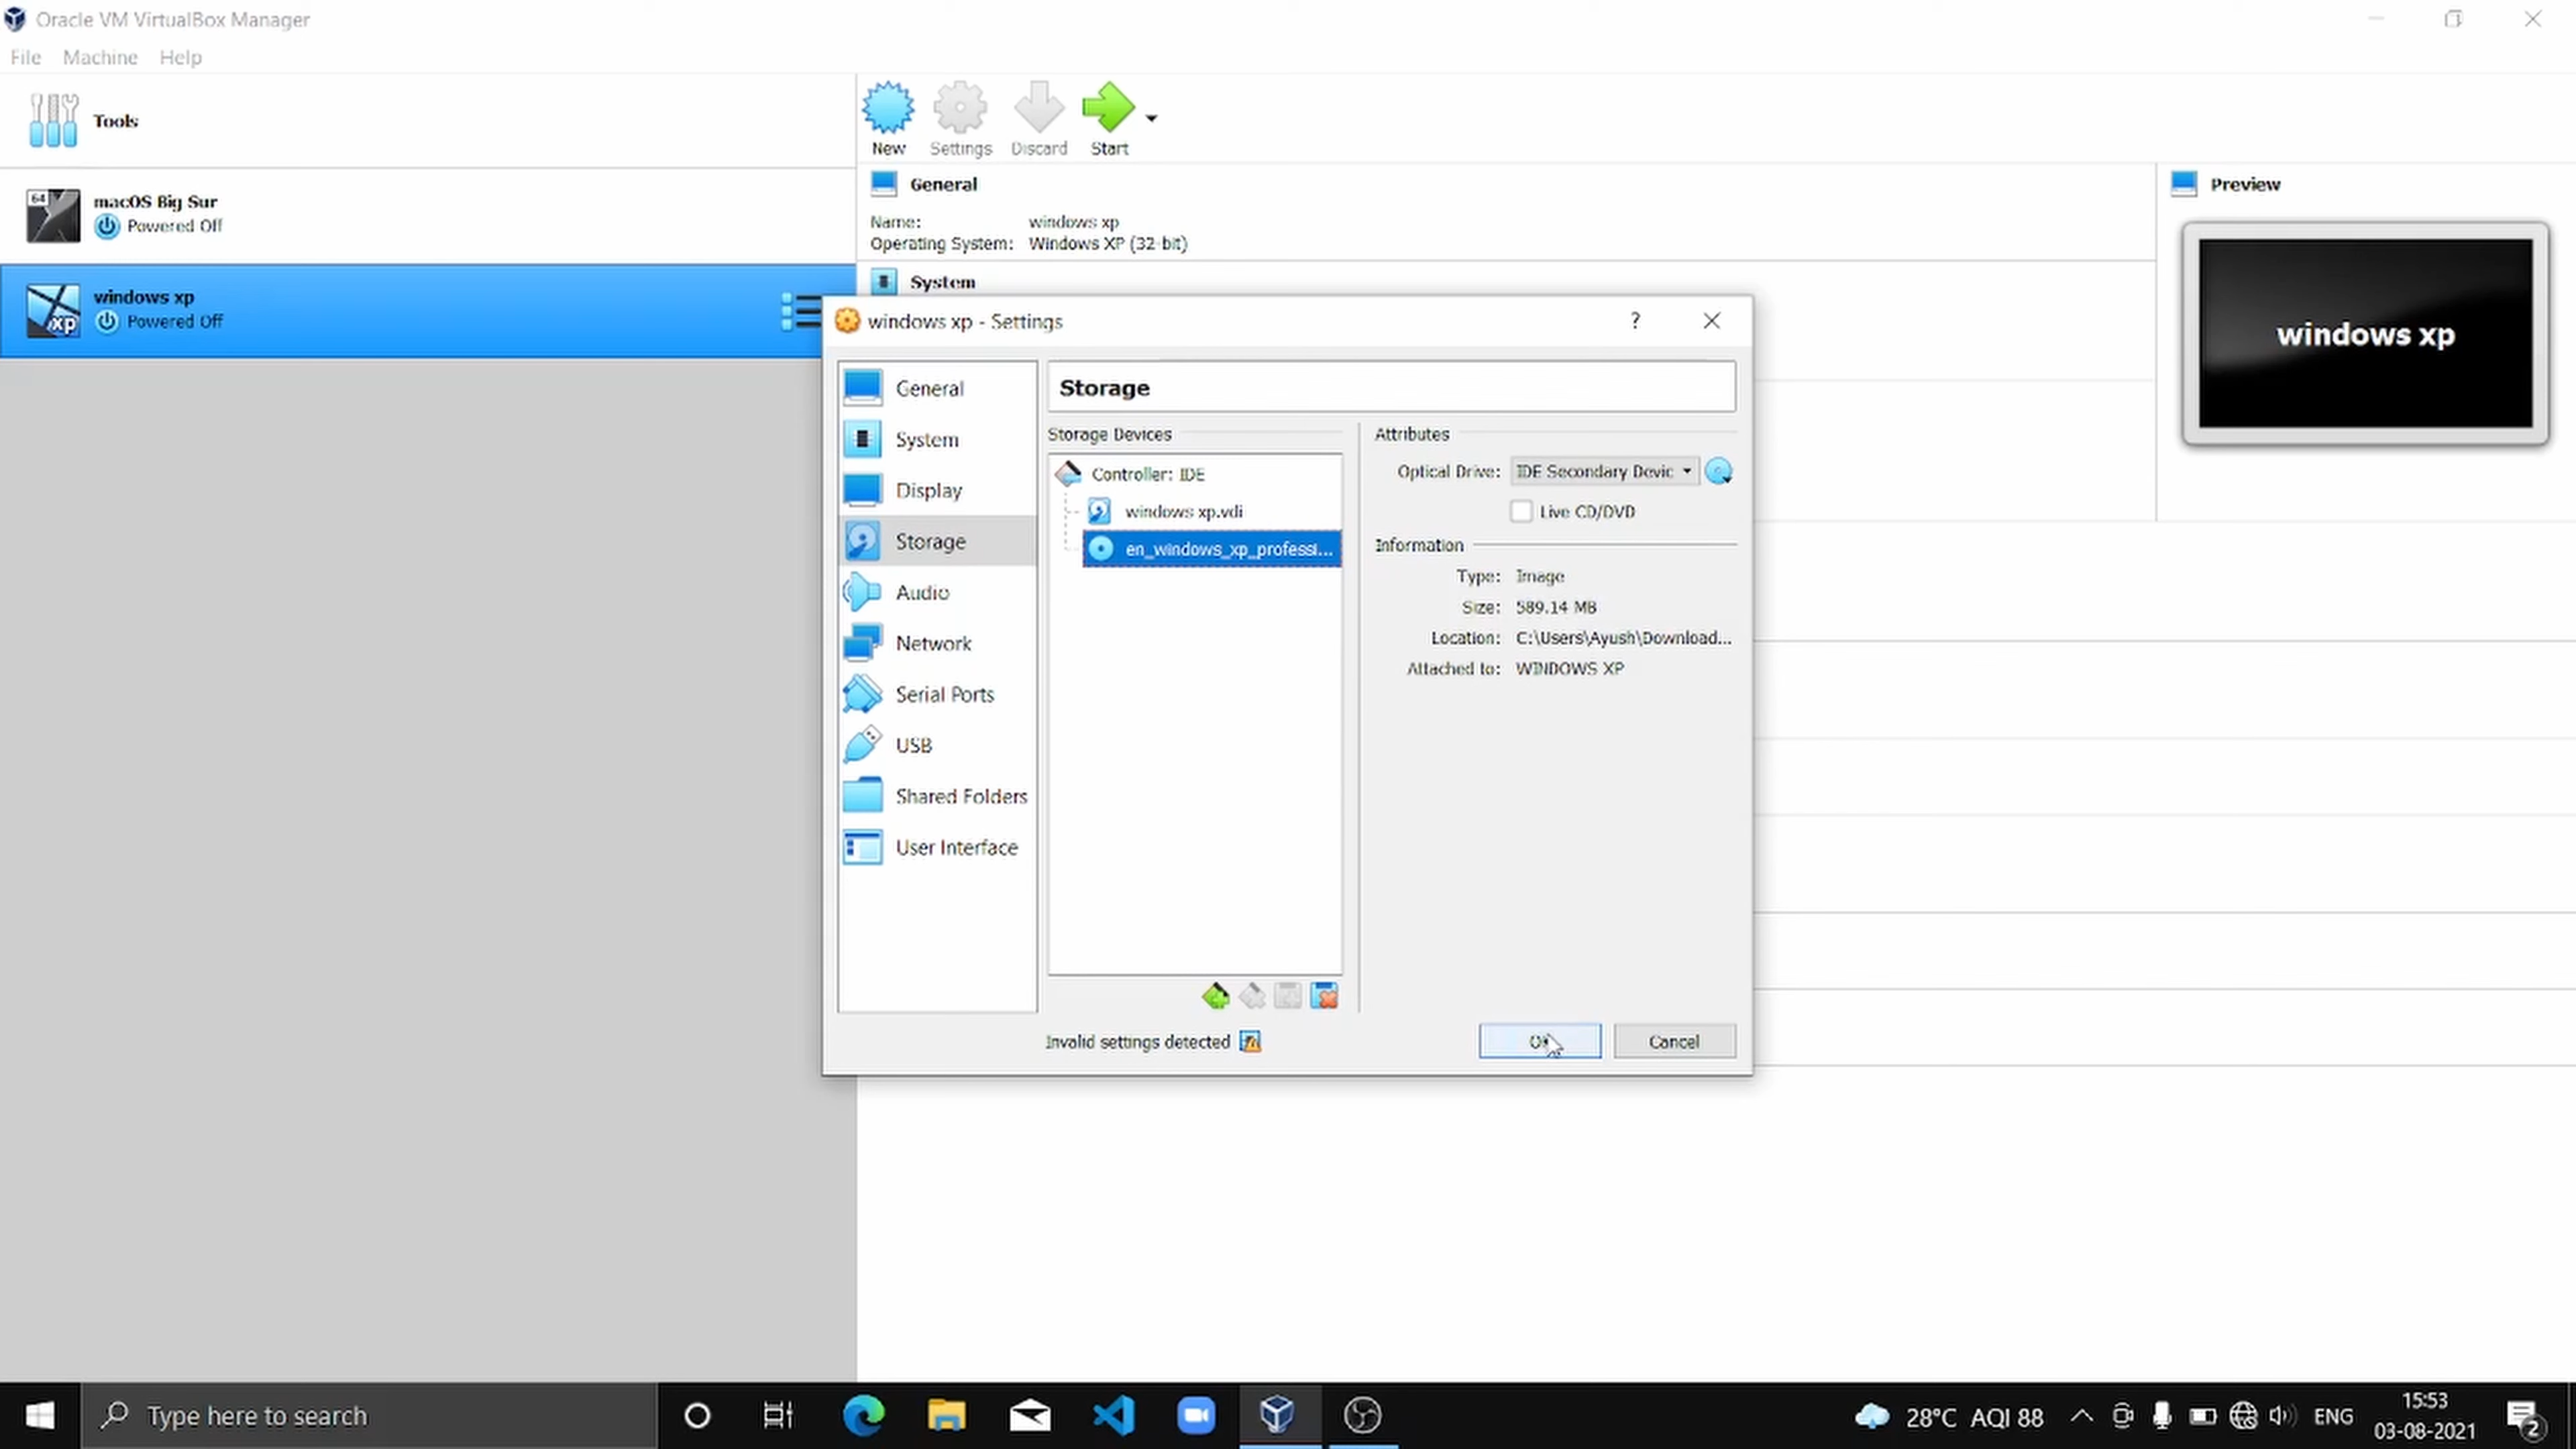 Oracle VM VirtualBox Manager
File Machine Help
Tools
New Settings Discard Start
64
macOS Big Sur
Powered Off
xp
windows xp
Powered Off
General
Name: windows xp
Operating System: Windows XP (32-bit)
System
Preview
windows xp
windows xp - Settings
?
General
System
Display
Storage
Audio
Network
Serial Ports
USB
Shared Folders
User Interface
Storage
Storage Devices
Controller: IDE
windows xp.vdi
en_windows_xp_professi...
Attributes
Optical Drive: IDE Secondary Devic
Live CD/DVD
Information
Type: Image
Size: 589.14 MB
Location: C:\Users\Ayush\Download...
Attached to: WINDOWS XP
Invalid settings detected
Cancel
Type here to search
28°C AQI 88
ENG
15:53
03-08-2021
2